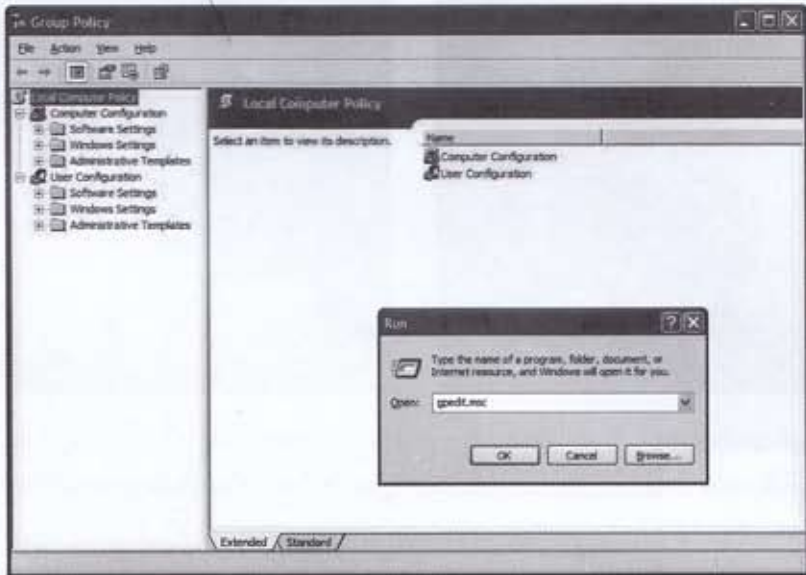 Group Policy
File Action View Help
Local Computer Policy
Computer Configuration
Software Settings
Windows Settings
Administrative Templates
User Configuration
Software Settings
Windows Settings
Administrative Templates
Local Computer Policy
Select an item to view its description.
Name
Computer Configuration
User Configuration
Run
Type the name of a program, folder, document, or
Internet resource, and Windows will open it for you.
Open: gpedit.msc
OK Cancel Browse...
Extended Standard